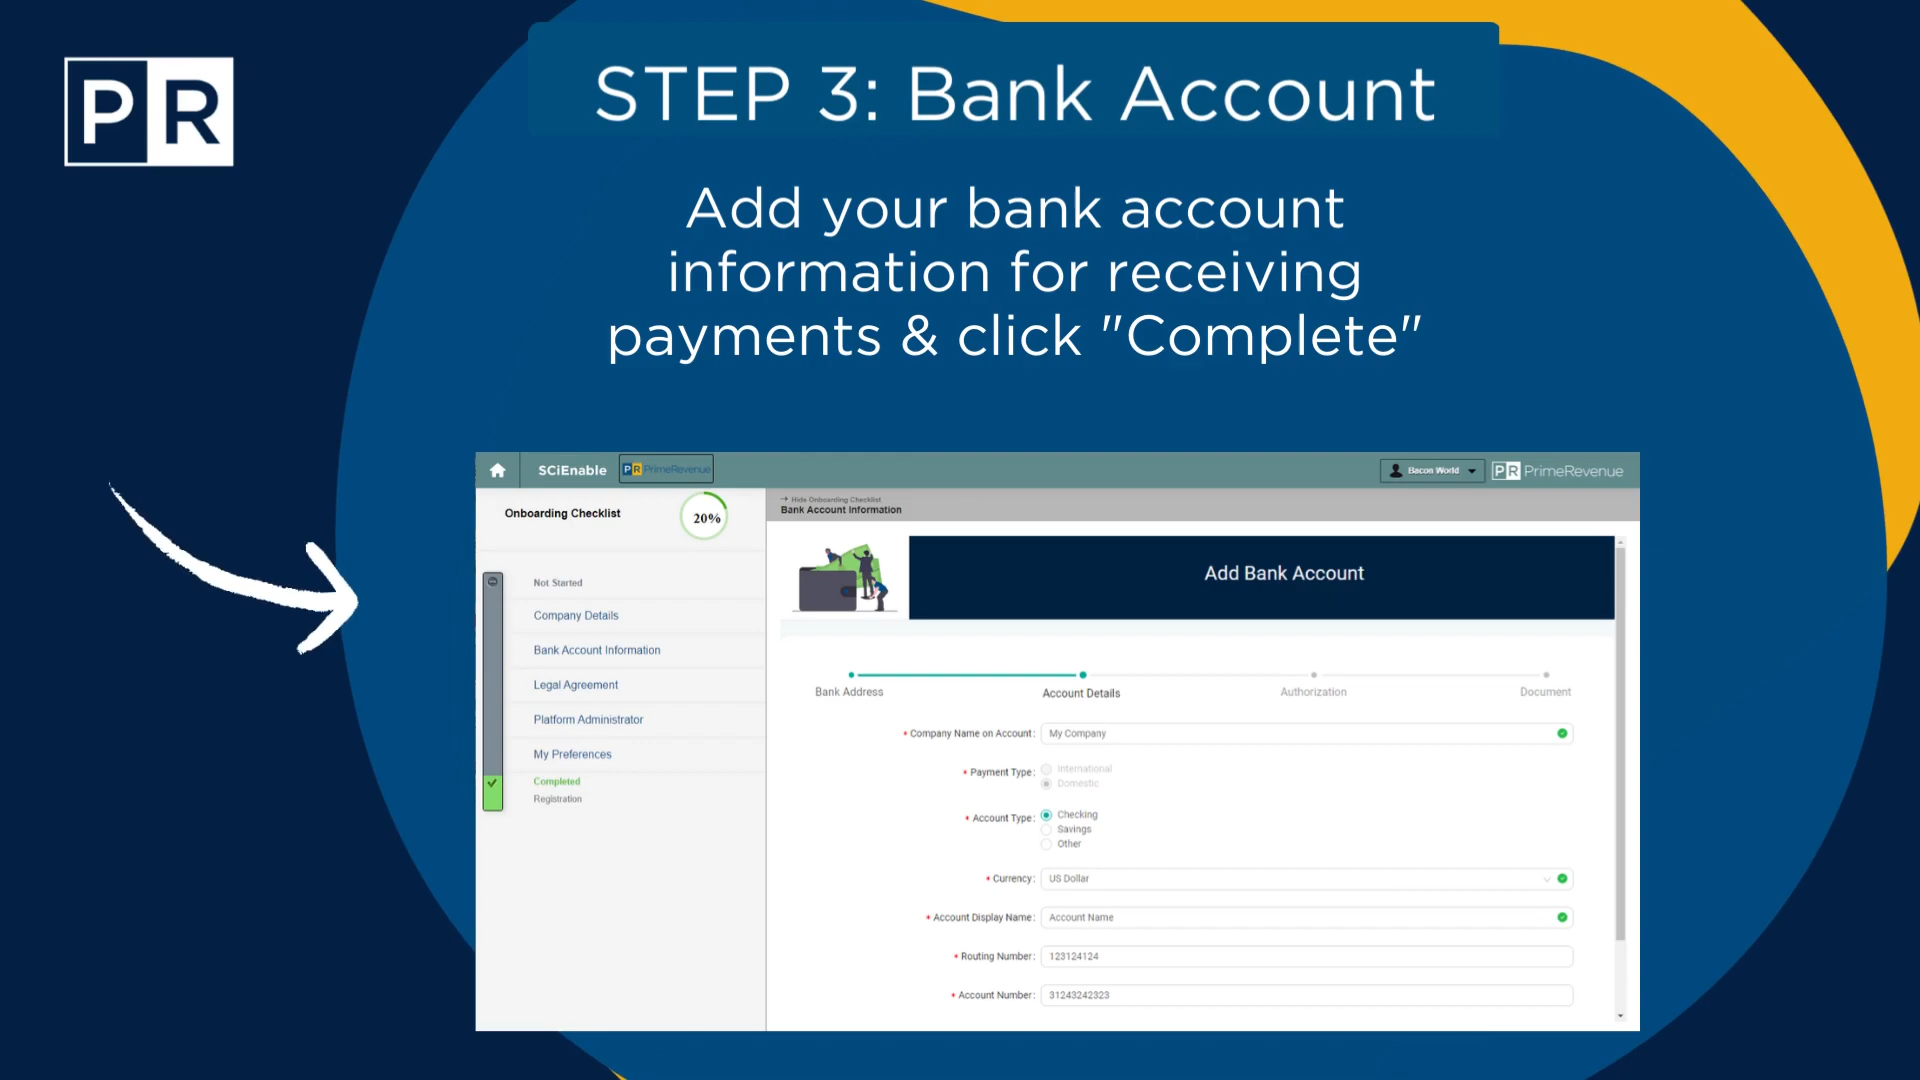 PR
STEP 3: Bank Account
Add your bank account
information for receiving
payments & click "Complete"
SCiEnable
PR PrimeRevenue
Bacon World
PR PrimeRevenue
Onboarding Checklist
20%
Not Started
Company Details
Bank Account Information
Legal Agreement
Platform Administrator
My Preferences
Completed
Registration
Hide Onboarding Checklist
Bank Account Information
Add Bank Account
Bank Address
Account Details
Authorization
Document
* Company Name on Account: My Company
* Payment Type: International
Domestic
* Account Type: Checking
Savings
Other
* Currency: US Dollar
* Account Display Name: Account Name
* Routing Number: 123124124
* Account Number: 31243242323